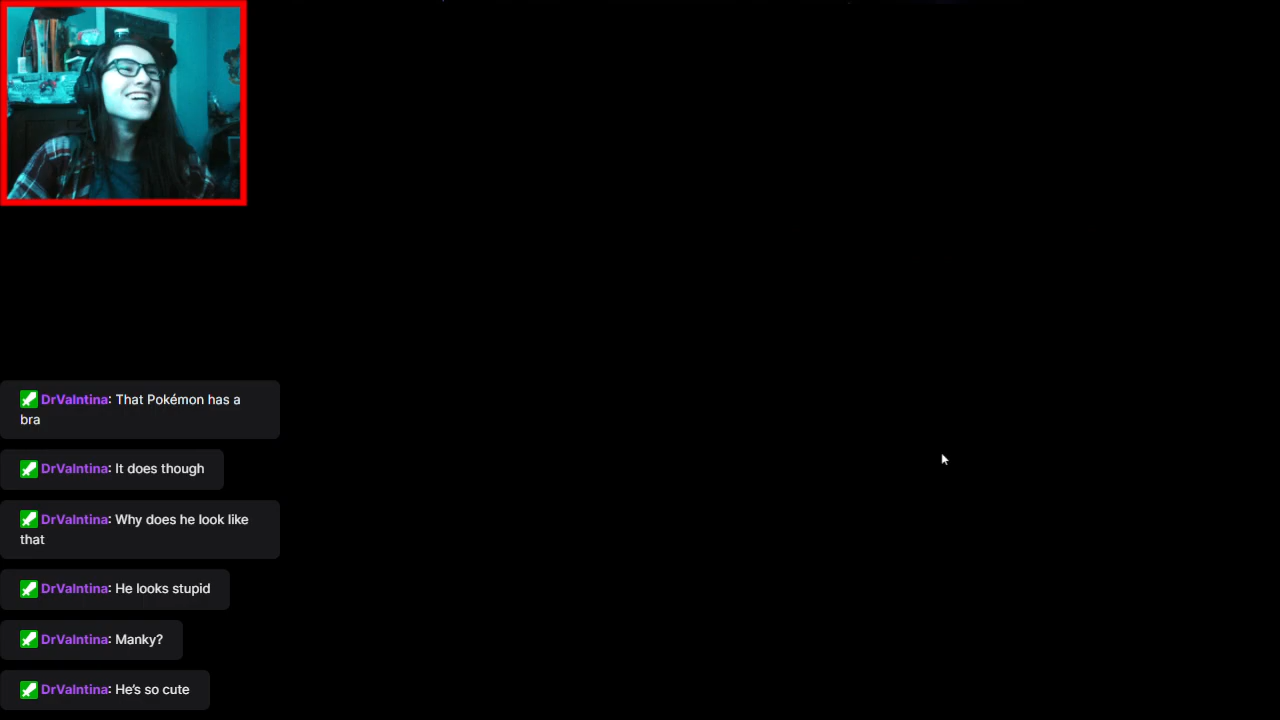 DrValntina: That Pokémon has a
bra
DrValntina: It does though
DrValntina: Why does he look like
that
DrValntina: He looks stupid
DrValntina: Manky?
DrValntina: He's so cute